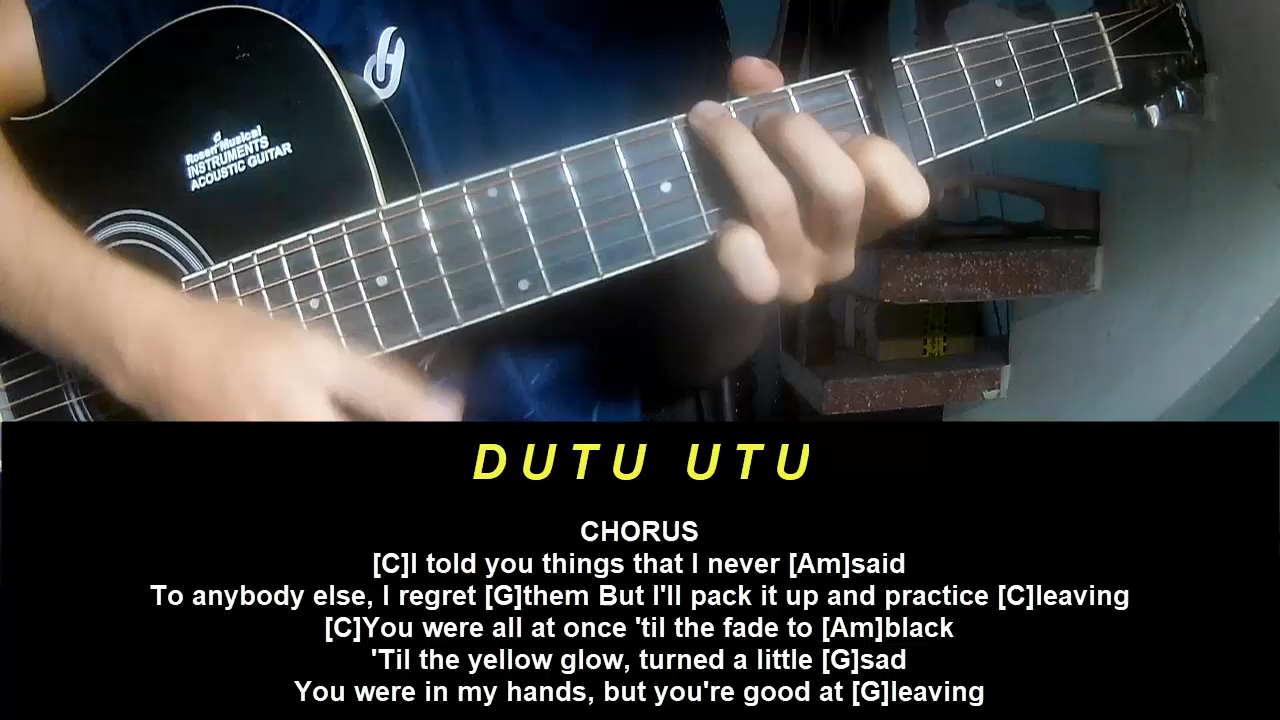 Rosen Musical
INSTRUMENTS
ACOUSTIC GUITAR
DUTU UTU
CHORUS
[C]I told you things that I never [Am]said
To anybody else, I regret [G]them But I'll pack it up and practice [C]leaving
[C]You were all at once 'til the fade to [Am]black
'Til the yellow glow, turned a little [G]sad
You were in my hands, but you're good at [G]leaving